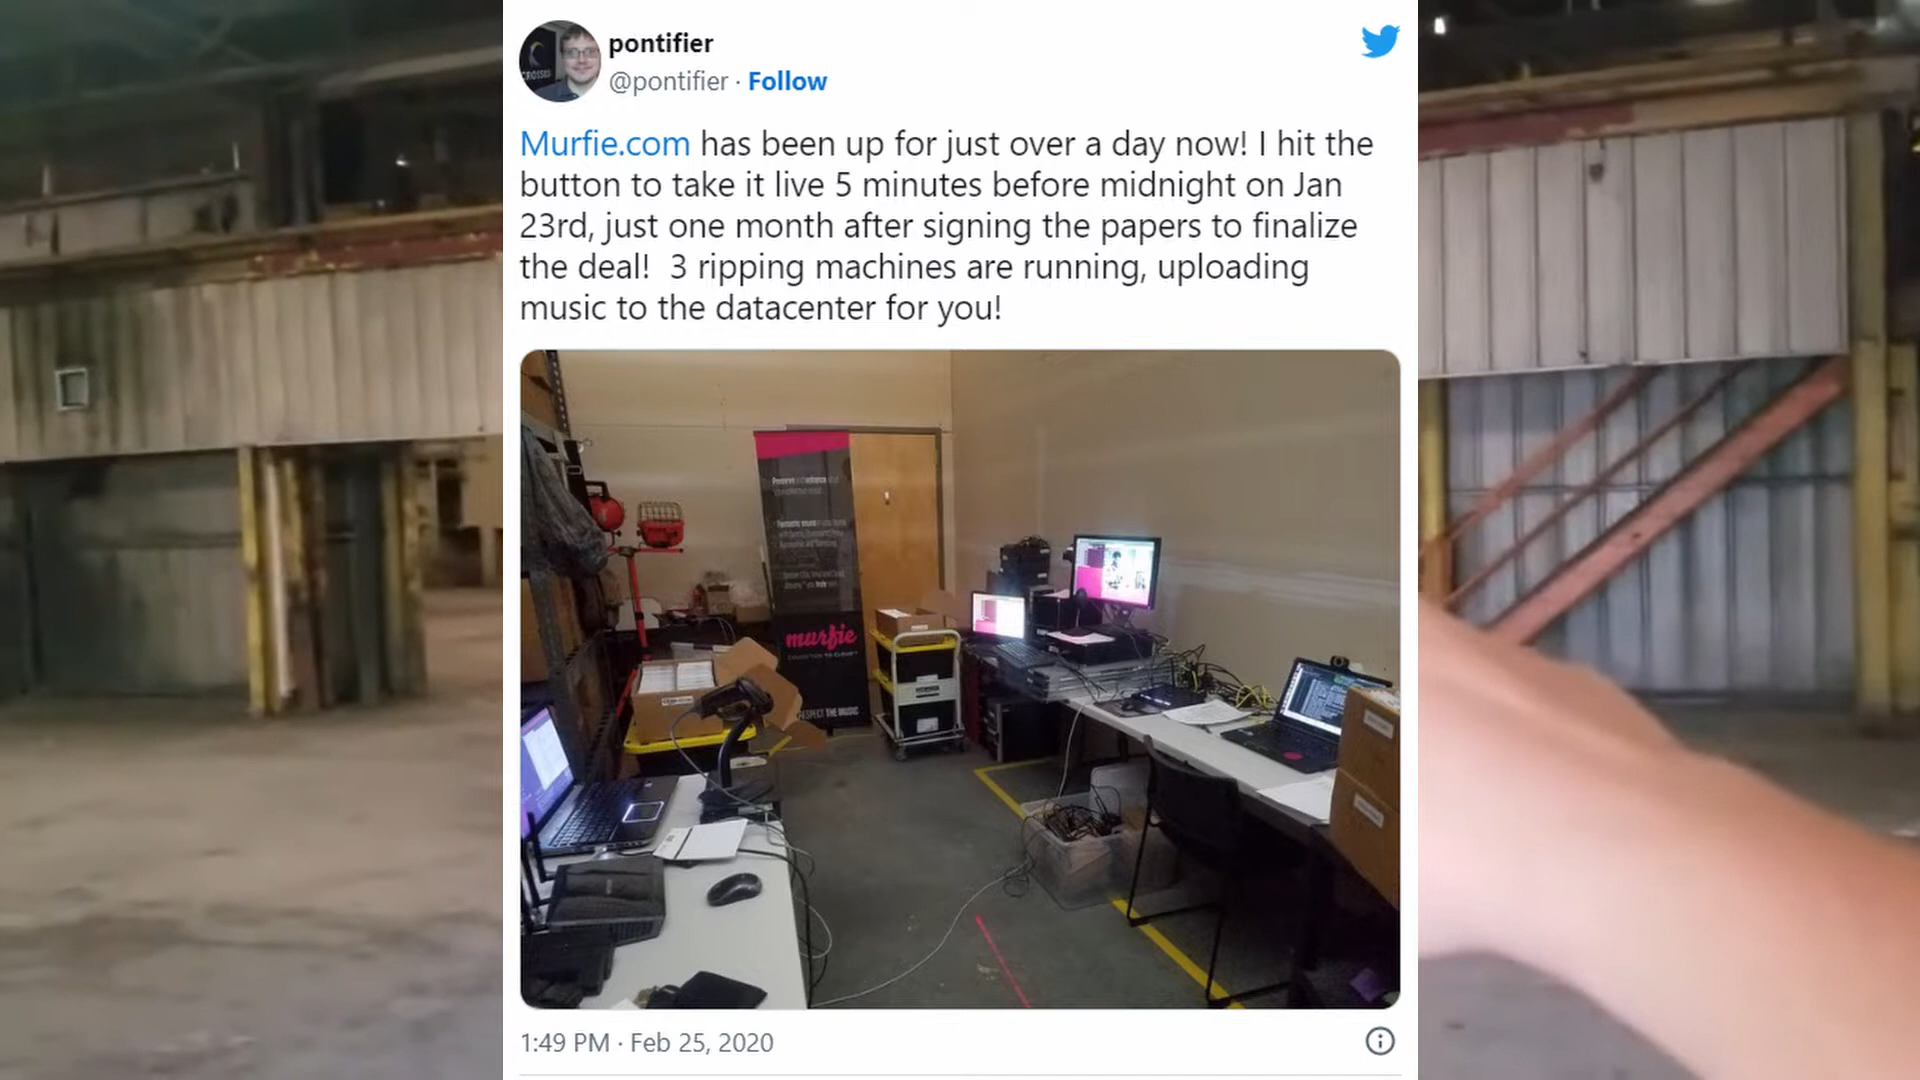 pontifier
@pontifier · Follow
Murfie.com has been up for just over a day now! I hit the
button to take it live 5 minutes before midnight on Jan
23rd, just one month after signing the papers to finalize
the deal!  3 ripping machines are running, uploading
music to the datacenter for you!
murfie
RESPECT THE MUSIC
1:49 PM · Feb 25, 2020